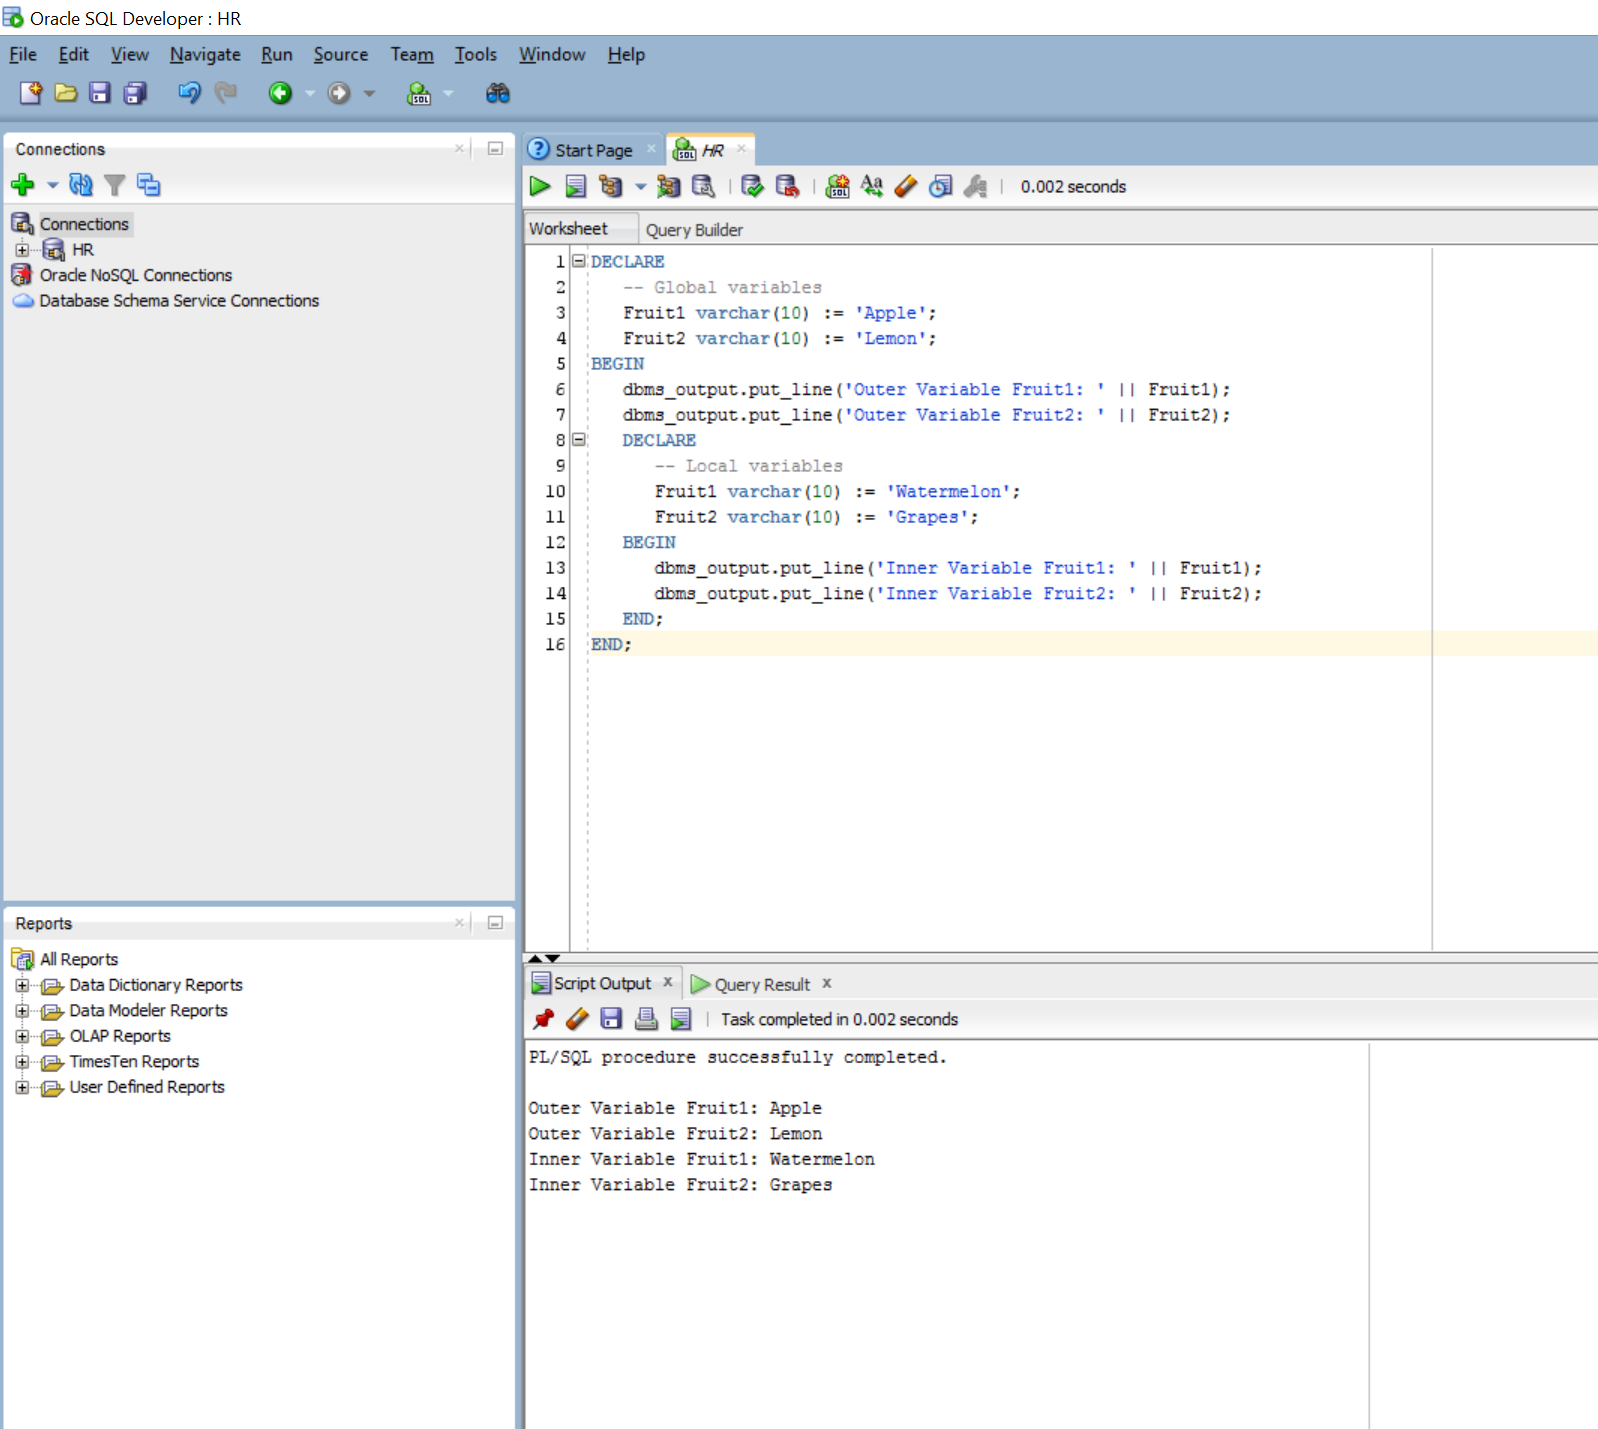 Oracle SQL Developer : HR
File Edit View Navigate Run Source Team Tools Window Help
Connections
Connections
HR
Oracle NoSQL Connections
Database Schema Service Connections
Reports
All Reports
Data Dictionary Reports
Data Modeler Reports
OLAP Reports
TimesTen Reports
User Defined Reports
Start Page HR
0.002 seconds
Worksheet Query Builder
1 DECLARE
2 -- Global variables
3 Fruit1 varchar(10) := 'Apple';
4 Fruit2 varchar(10) := 'Lemon';
5 BEGIN
6 dbms_output.put_line('Outer Variable Fruit1: ' || Fruit1);
7 dbms_output.put_line('Outer Variable Fruit2: ' || Fruit2);
8 DECLARE
9 -- Local variables
10 Fruit1 varchar(10) := 'Watermelon';
11 Fruit2 varchar(10) := 'Grapes';
12 BEGIN
13 dbms_output.put_line('Inner Variable Fruit1: ' || Fruit1);
14 dbms_output.put_line('Inner Variable Fruit2: ' || Fruit2);
15 END;
16 END;
Script Output Query Result
Task completed in 0.002 seconds
PL/SQL procedure successfully completed.
Outer Variable Fruit1: Apple
Outer Variable Fruit2: Lemon
Inner Variable Fruit1: Watermelon
Inner Variable Fruit2: Grapes